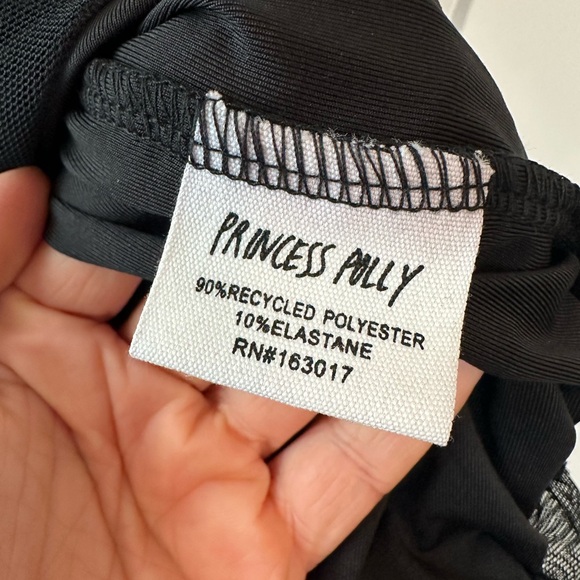 PRINCESS POLLY
90%RECYCLED POLYESTER
10%ELASTANE
RN#163017